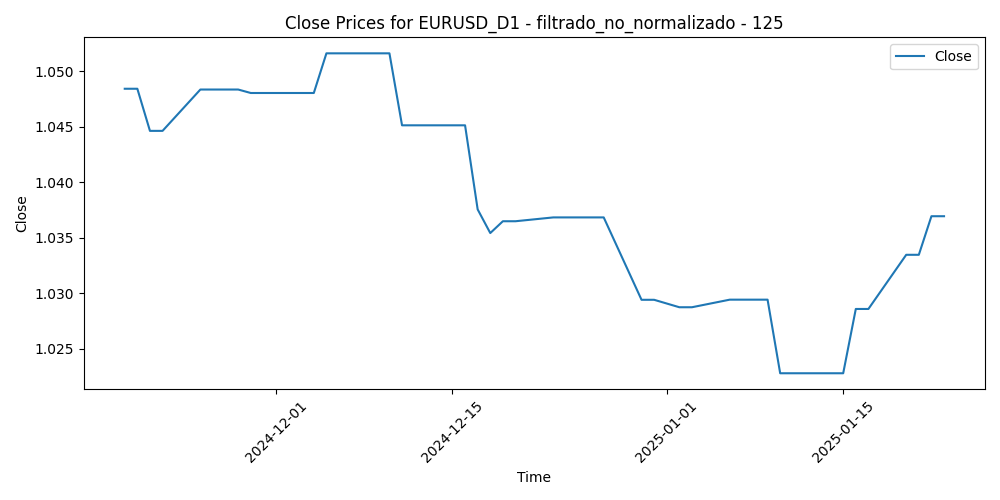 Close Prices for EURUSD_D1 - filtrado_no_normalizado - 125
Close
1.050
1.045
1.040
1.035
1.030
1.025
Close
2024-12-01
2024-12-15
2025-01-01
2025-01-15
Time